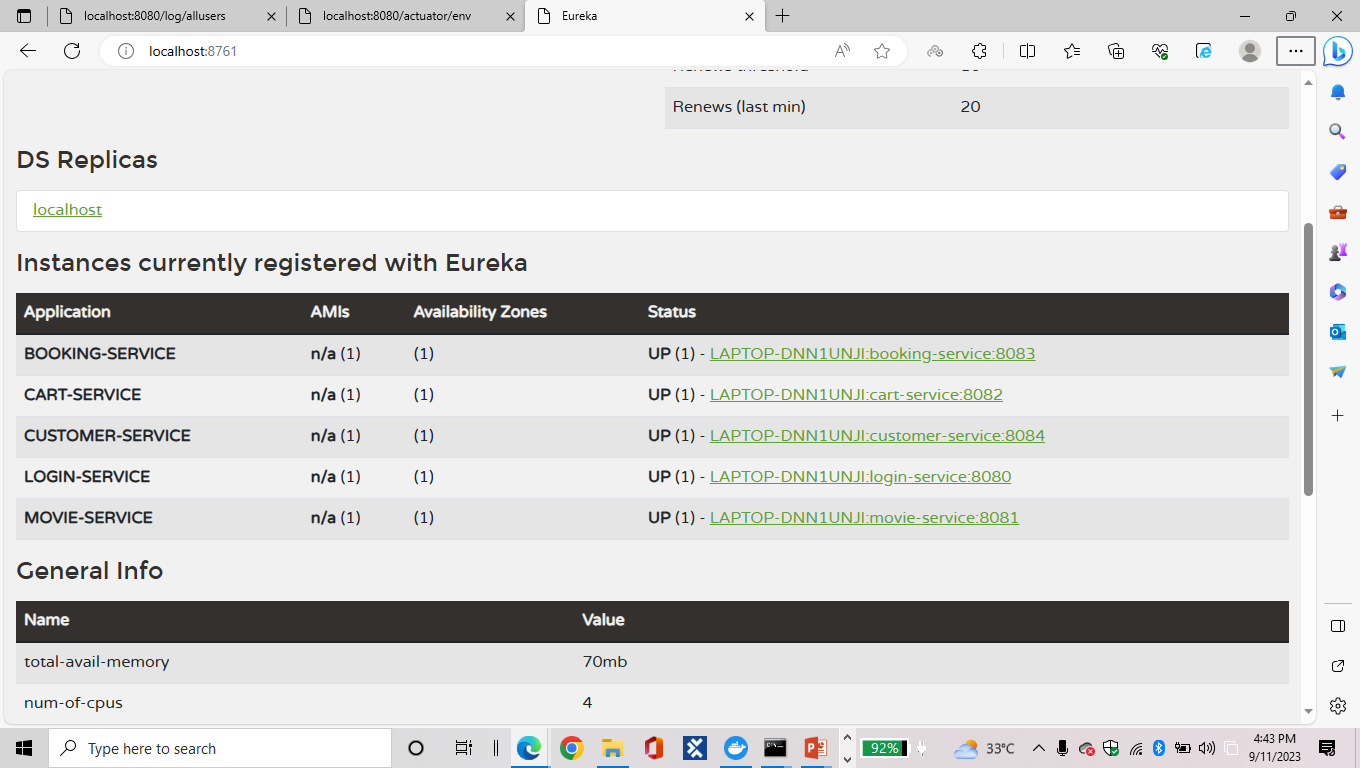 localhost:8080/log/allusers
localhost:8080/actuator/env
Eureka
localhost:8761
Renews (last min) 20
DS Replicas
localhost
Instances currently registered with Eureka
Application AMIs Availability Zones Status
BOOKING-SERVICE n/a (1) (1) UP (1) - LAPTOP-DNN1UNJI:booking-service:8083
CART-SERVICE n/a (1) (1) UP (1) - LAPTOP-DNN1UNJI:cart-service:8082
CUSTOMER-SERVICE n/a (1) (1) UP (1) - LAPTOP-DNN1UNJI:customer-service:8084
LOGIN-SERVICE n/a (1) (1) UP (1) - LAPTOP-DNN1UNJI:login-service:8080
MOVIE-SERVICE n/a (1) (1) UP (1) - LAPTOP-DNN1UNJI:movie-service:8081
General Info
Name Value
total-avail-memory 70mb
num-of-cpus 4
Type here to search
92%
33°C
4:43 PM
9/11/2023